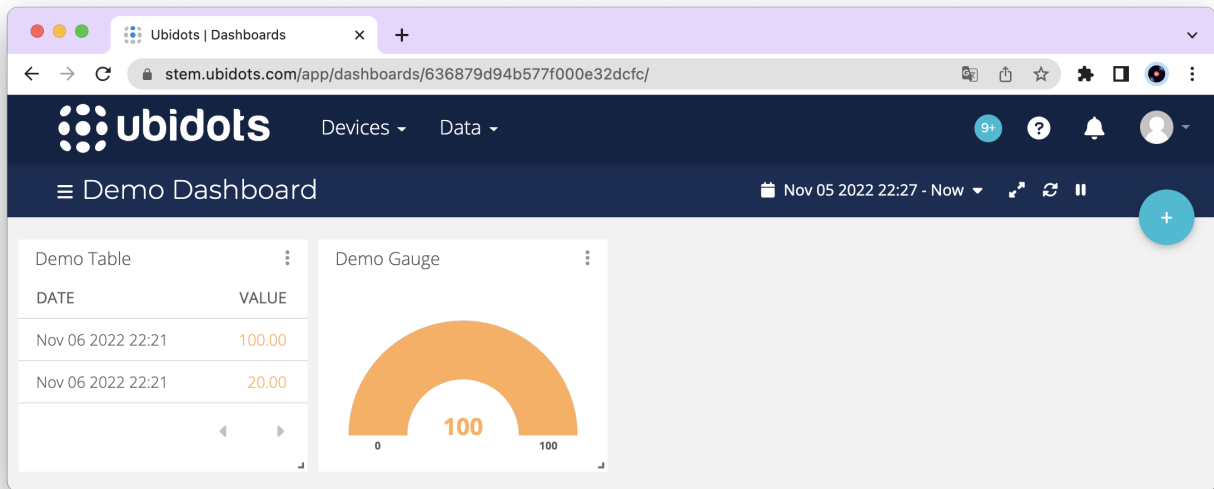 Ubidots | Dashboards
stem.ubidots.com/app/dashboards/636879d94b577f000e32dcfc/
ubidots Devices Data 9+ ?
Demo Dashboard Nov 05 2022 22:27 - Now
+
Demo Table
DATE VALUE
Nov 06 2022 22:21 100.00
Nov 06 2022 22:21 20.00
Demo Gauge
100
0 100